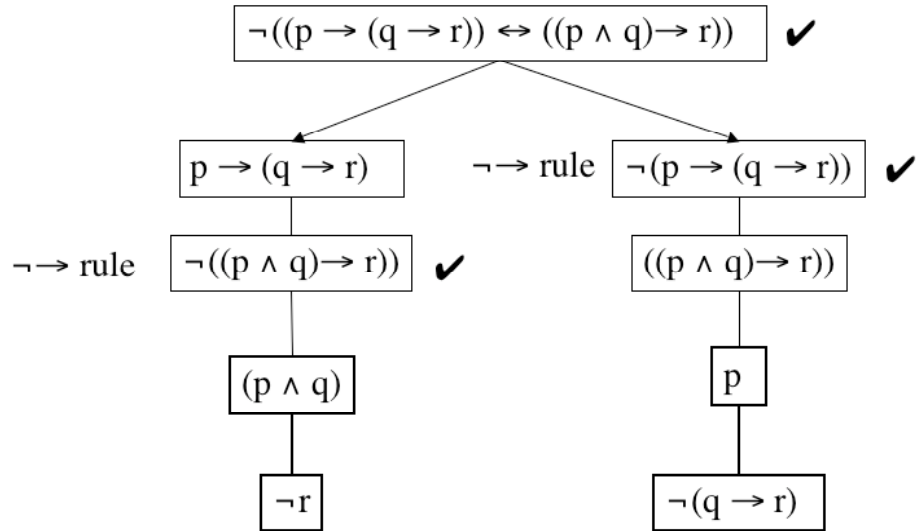 ¬((p → (q → r)) ↔ ((p ∧ q)→ r)) ✔
p → (q → r)
¬→ rule ¬(p → (q → r)) ✔
¬→ rule ¬((p ∧ q)→ r)) ✔
((p ∧ q)→ r))
(p ∧ q)
p
¬r
¬(q → r)